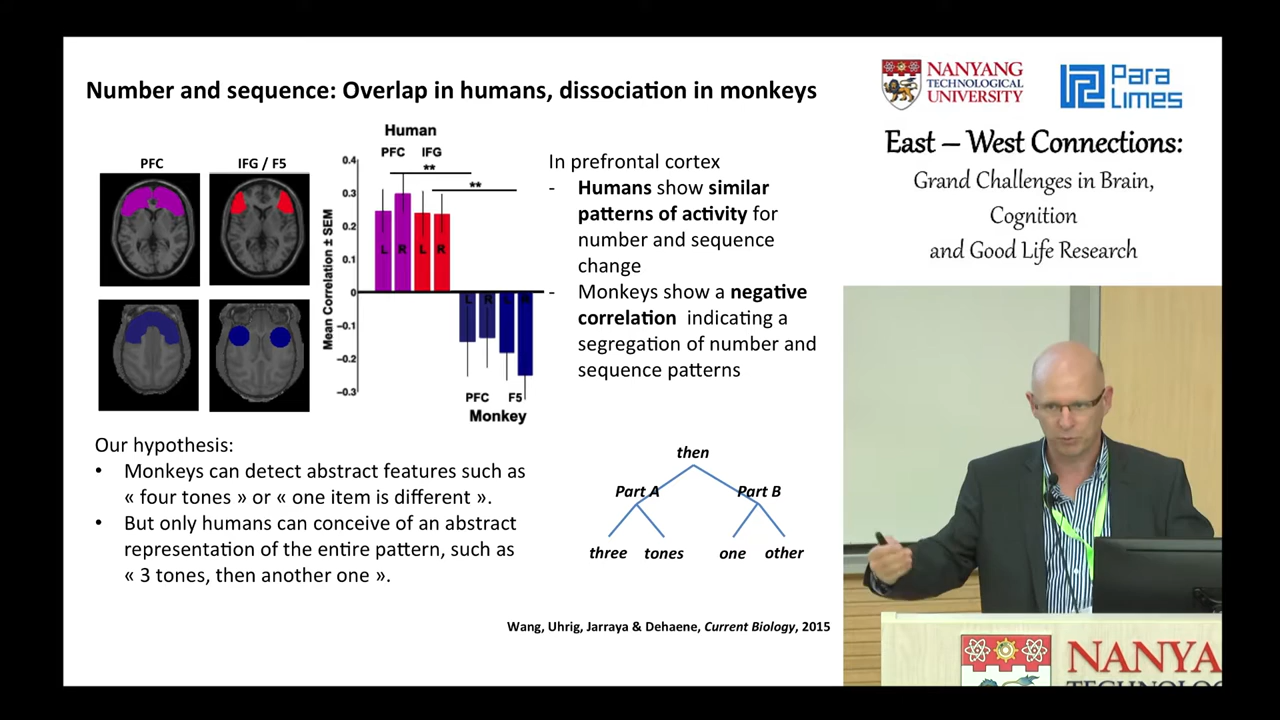 Number and sequence: Overlap in humans, dissociation in monkeys
PFC
IFG / F5
Human
PFC IFG
**
**
0.4
0.3
0.2
0.1
0
−0.1
−0.2
−0.3
Mean Correlation ± SEM
L R L R
L R L R
PFC F5
Monkey
In prefrontal cortex
- Humans show similar
patterns of activity for
number and sequence
change
- Monkeys show a negative
correlation indicating a
segregation of number and
sequence patterns
Our hypothesis:
• Monkeys can detect abstract features such as
« four tones » or « one item is different ».
• But only humans can conceive of an abstract
representation of the entire pattern, such as
« 3 tones, then another one ».
then
Part A Part B
three tones one other
Wang, Uhrig, Jarraya & Dehaene, Current Biology, 2015
NANYANG
TECHNOLOGICAL
UNIVERSITY
Para
Limes
East – West Connections:
Grand Challenges in Brain,
Cognition
and Good Life Research
NANYA
TECHNOLOG